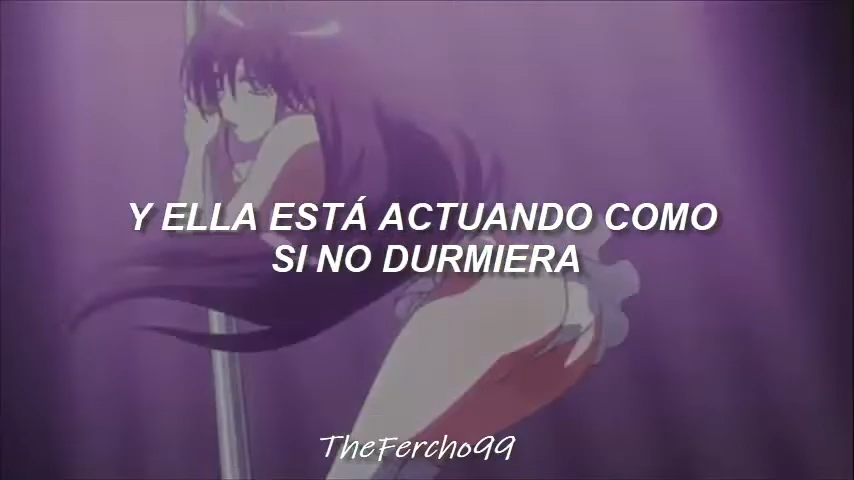 Y ELLA ESTÁ ACTUANDO COMO
SI NO DURMIERA
TheFercho99